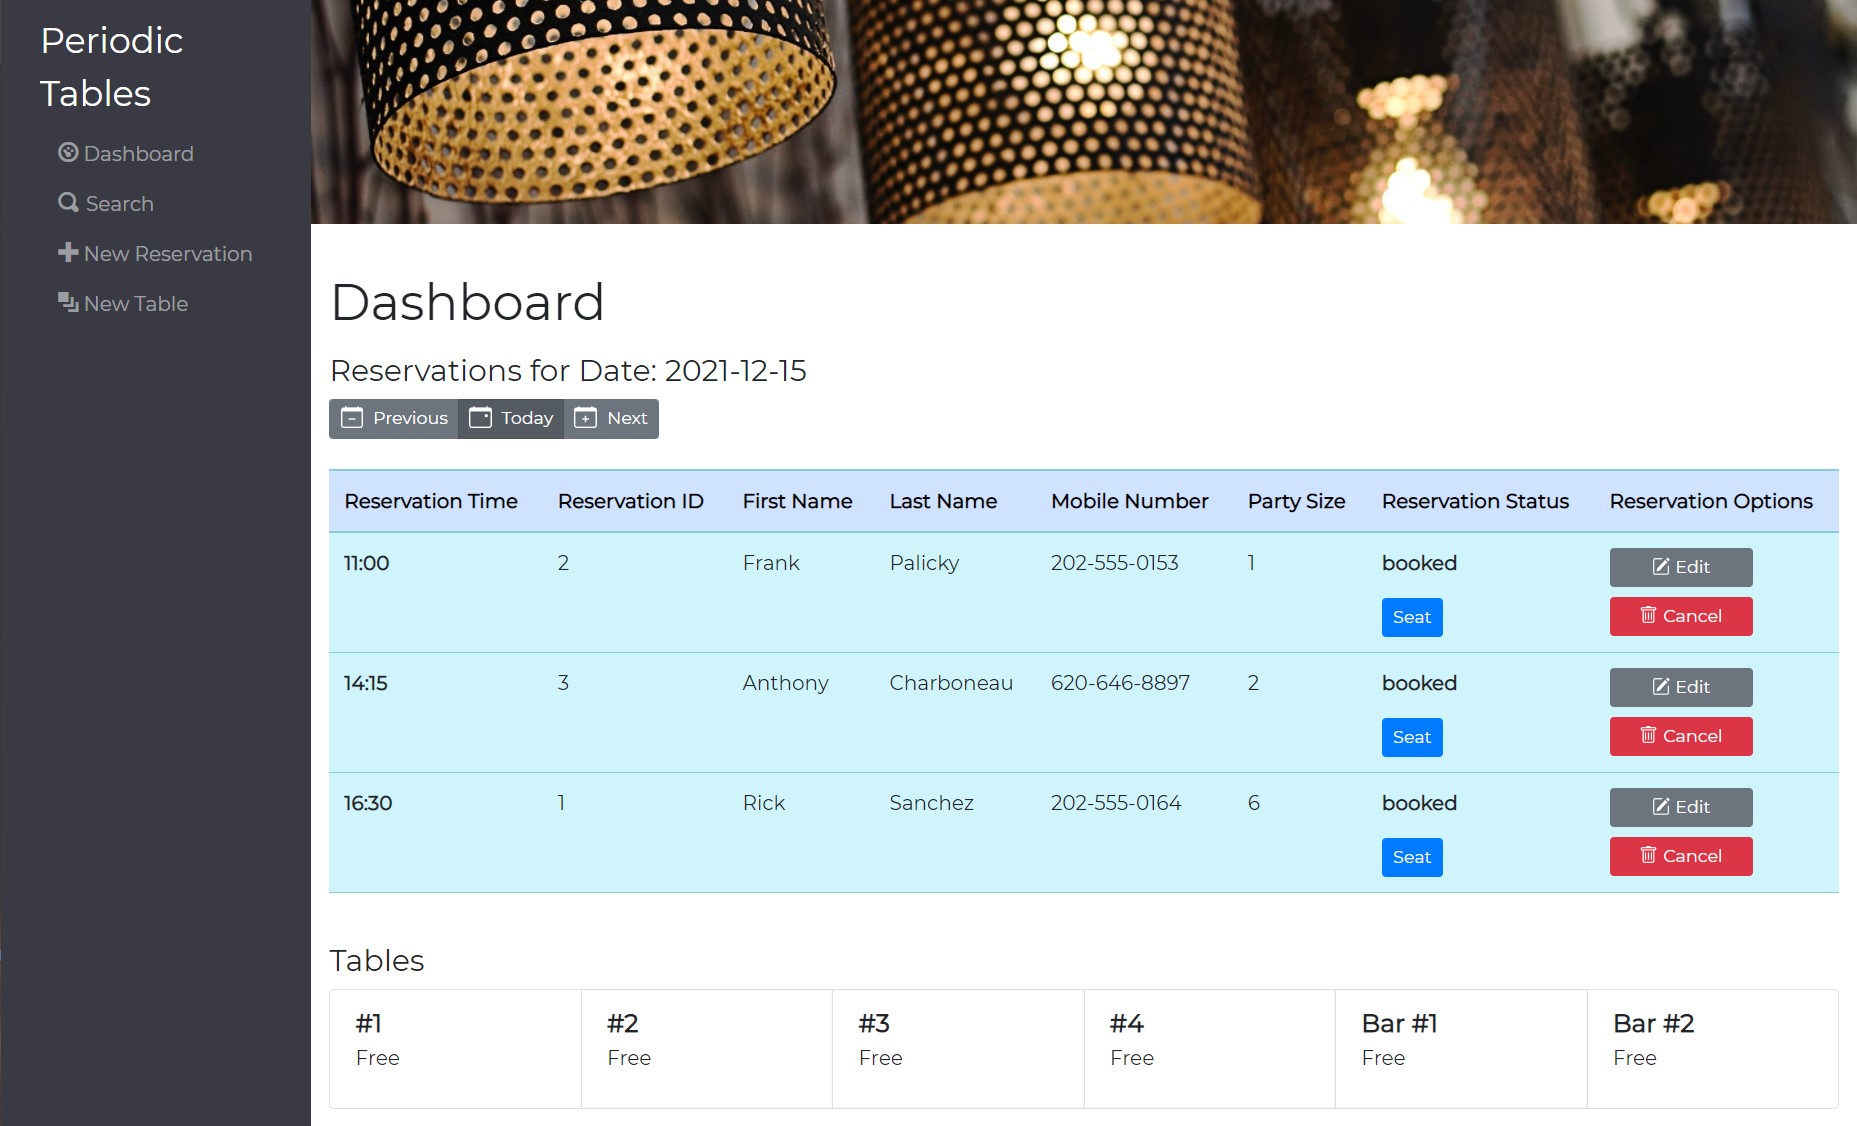 Periodic
Tables
Dashboard
Search
New Reservation
New Table
Dashboard
Reservations for Date: 2021-12-15
Previous Today Next
Reservation Time Reservation ID First Name Last Name Mobile Number Party Size Reservation Status Reservation Options
11:00 2 Frank Palicky 202-555-0153 1 booked Edit
Seat Cancel
14:15 3 Anthony Charboneau 620-646-8897 2 booked Edit
Seat Cancel
16:30 1 Rick Sanchez 202-555-0164 6 booked Edit
Seat Cancel
Tables
#1 #2 #3 #4 Bar #1 Bar #2
Free Free Free Free Free Free